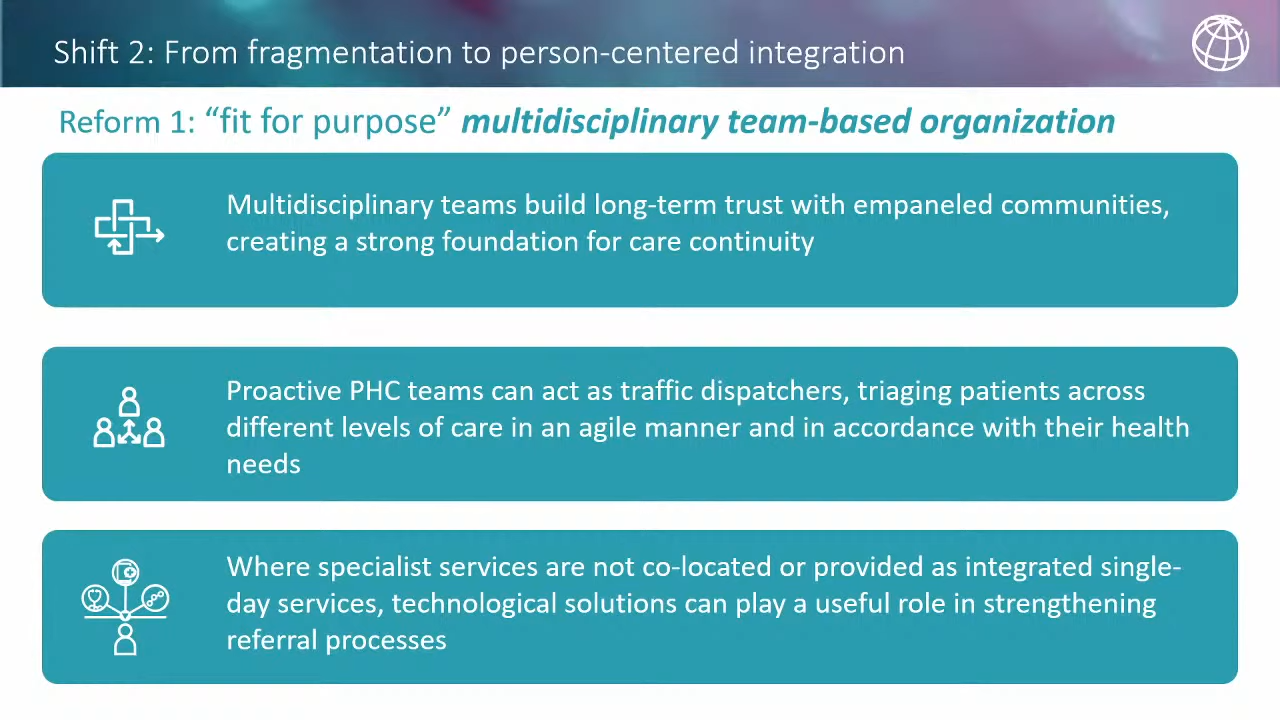 Shift 2: From fragmentation to person-centered integration
Reform 1: “fit for purpose” multidisciplinary team-based organization
Multidisciplinary teams build long-term trust with empaneled communities,
creating a strong foundation for care continuity
Proactive PHC teams can act as traffic dispatchers, triaging patients across
different levels of care in an agile manner and in accordance with their health
needs
Where specialist services are not co-located or provided as integrated single-
day services, technological solutions can play a useful role in strengthening
referral processes